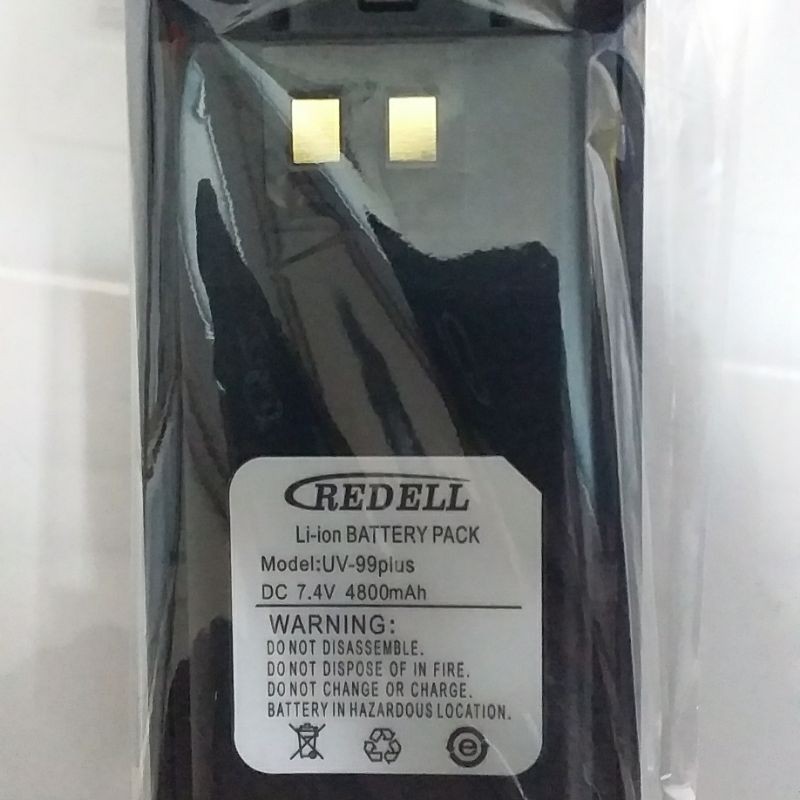 REDELL
Li-ion BATTERY PACK
Model:UV-99plus
DC 7.4V 4800mAh
WARNING:
DO NOT DISASSEMBLE.
DO NOT DISPOSE OF IN FIRE.
DO NOT CHANGE OR CHARGE.
BATTERY IN HAZARDOUS LOCATION.
e